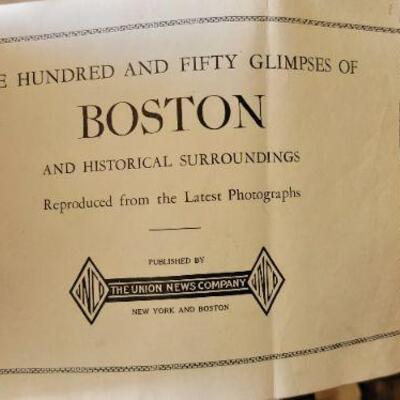 HUNDRED AND FIFTY GLIMPSES OF
BOSTON
AND HISTORICAL SURROUNDINGS
Reproduced from the Latest Photographs
PUBLISHED BY
UNCO THE UNION NEWS COMPANY UNCO
NEW YORK AND BOSTON